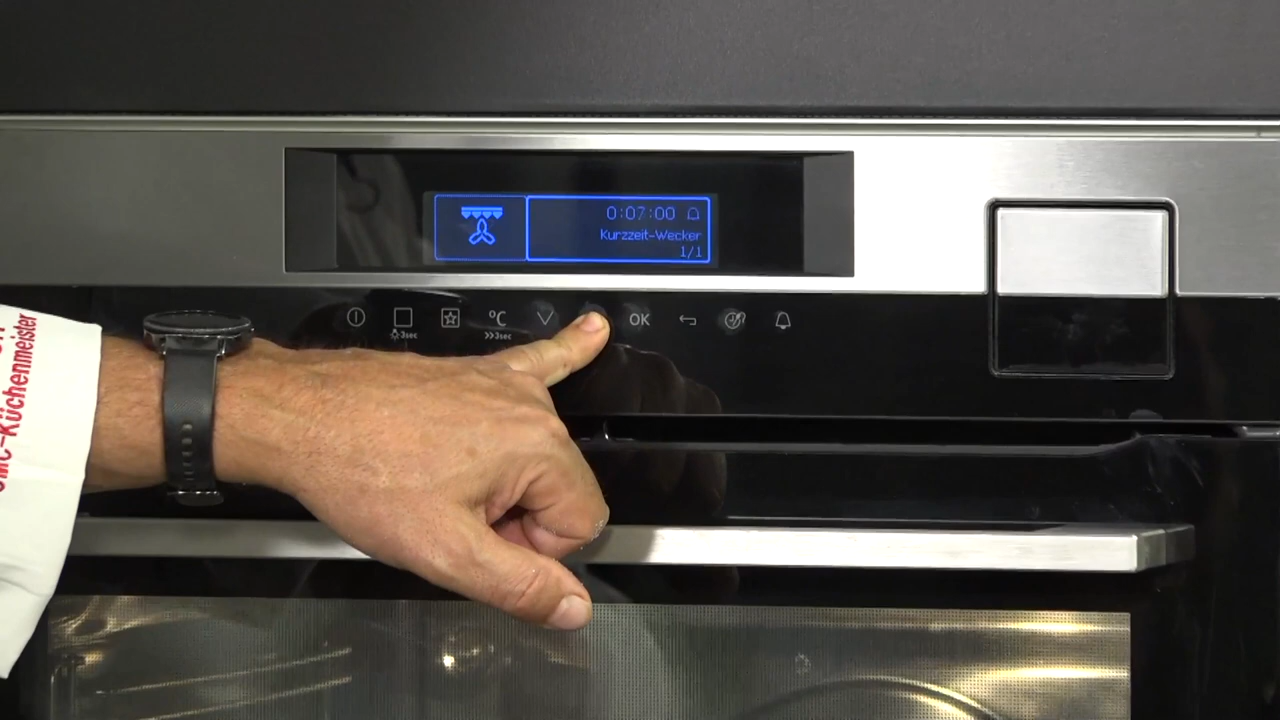 0:07:00
Kurzzeit-Wecker
1/1
°C
OK
3sec
>>>3sec
-Küchenmeister